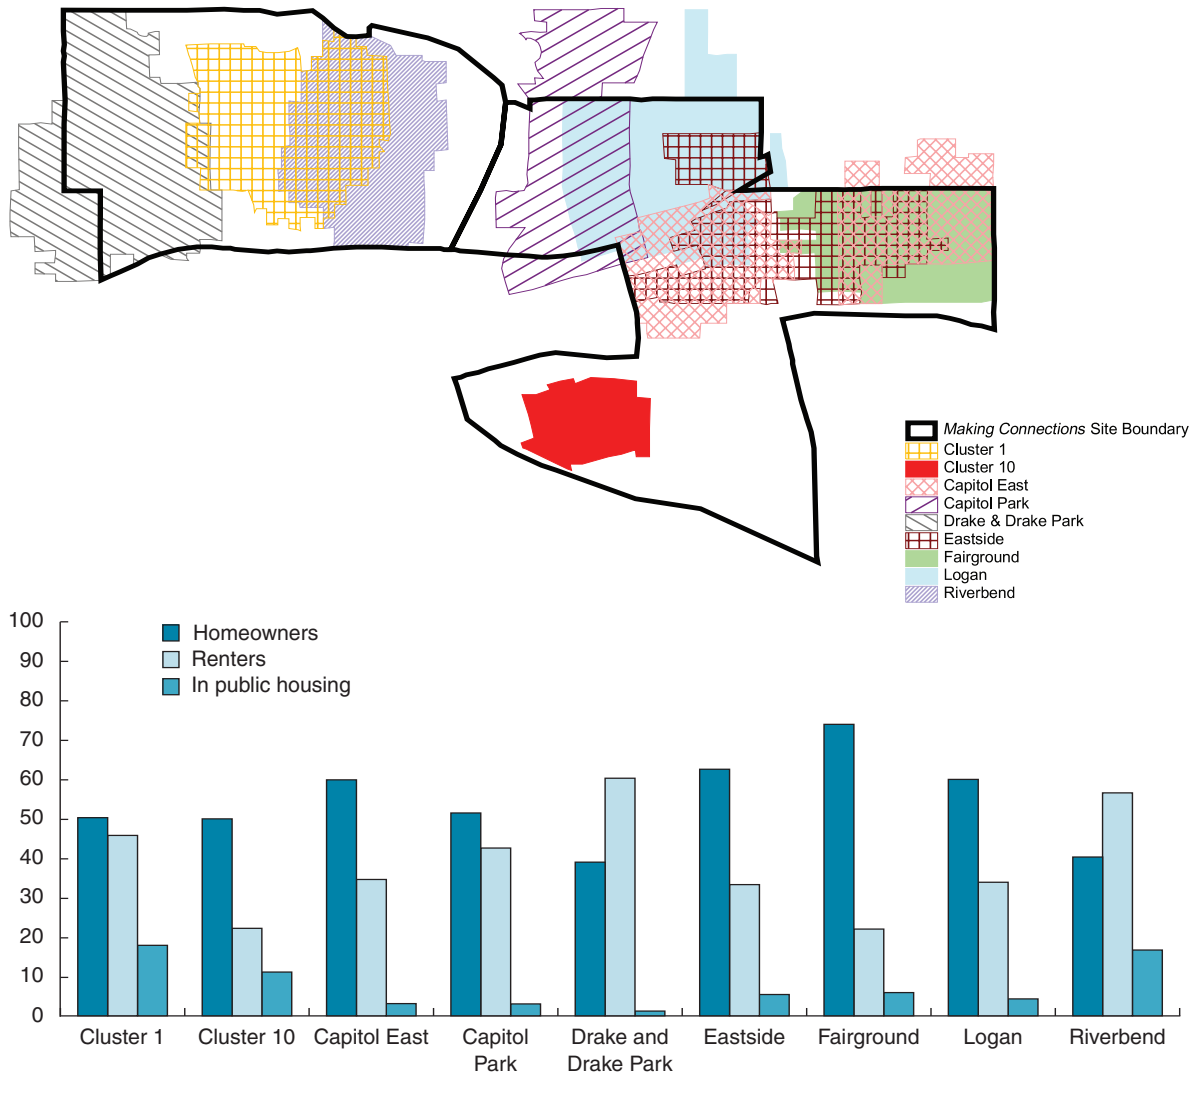 Making Connections Site Boundary
Cluster 1
Cluster 10
Capitol East
Capitol Park
Drake & Drake Park
Eastside
Fairground
Logan
Riverbend
100
90
80
70
60
50
40
30
20
10
0
Homeowners
Renters
In public housing
Cluster 1
Cluster 10
Capitol East
Capitol
Park
Drake and
Drake Park
Eastside
Fairground
Logan
Riverbend